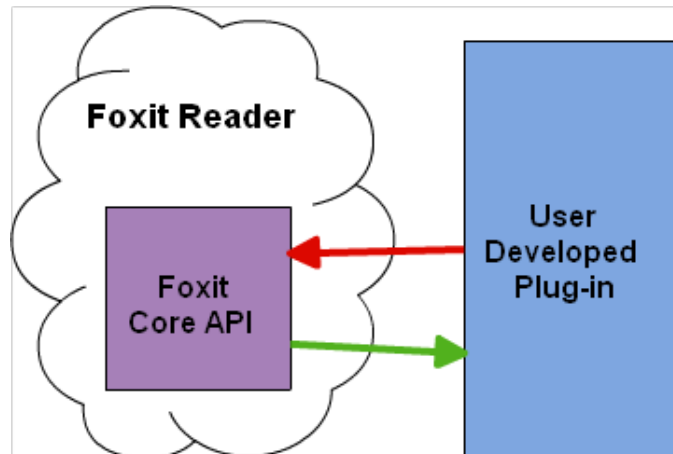 Foxit Reader
Foxit
Core API
User
Developed
Plug-in